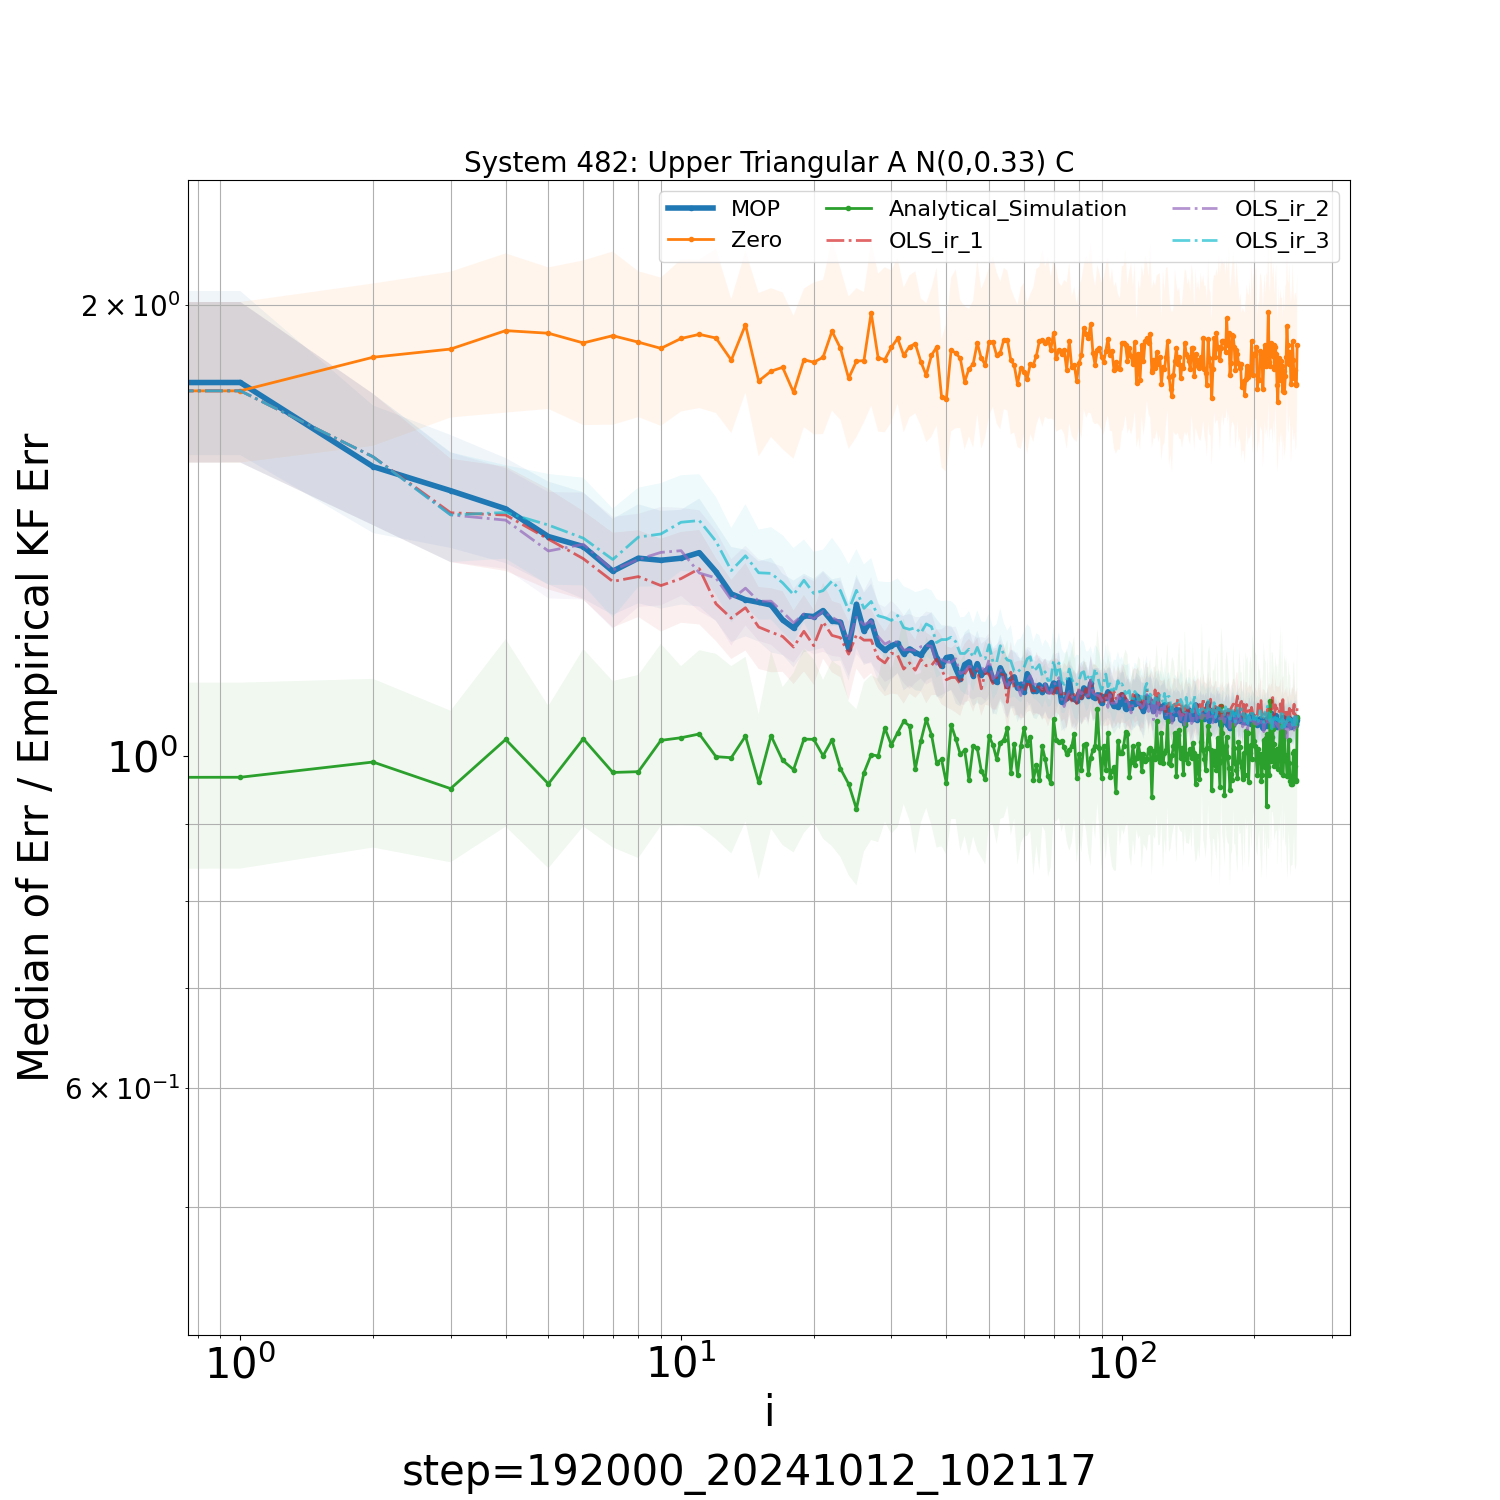 System 482: Upper Triangular A N(0,0.33) C
MOP
Zero
Analytical_Simulation
OLS_ir_1
OLS_ir_2
OLS_ir_3
Median of Err / Empirical KF Err
2 × 10⁰
10⁰
6 × 10⁻¹
10⁰
10¹
10²
i
step=192000_20241012_102117